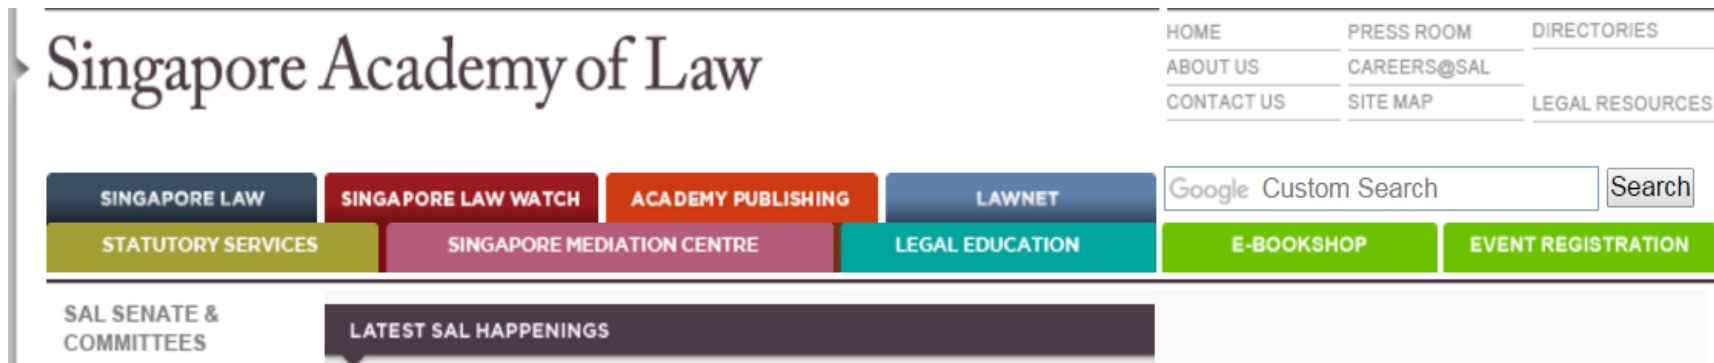 Singapore Academy of Law
HOME
PRESS ROOM
DIRECTORIES
ABOUT US
CAREERS@SAL
CONTACT US
SITE MAP
LEGAL RESOURCES
SINGAPORE LAW
SINGAPORE LAW WATCH
ACADEMY PUBLISHING
LAWNET
Google Custom Search
Search
STATUTORY SERVICES
SINGAPORE MEDIATION CENTRE
LEGAL EDUCATION
E-BOOKSHOP
EVENT REGISTRATION
SAL SENATE &
COMMITTEES
LATEST SAL HAPPENINGS